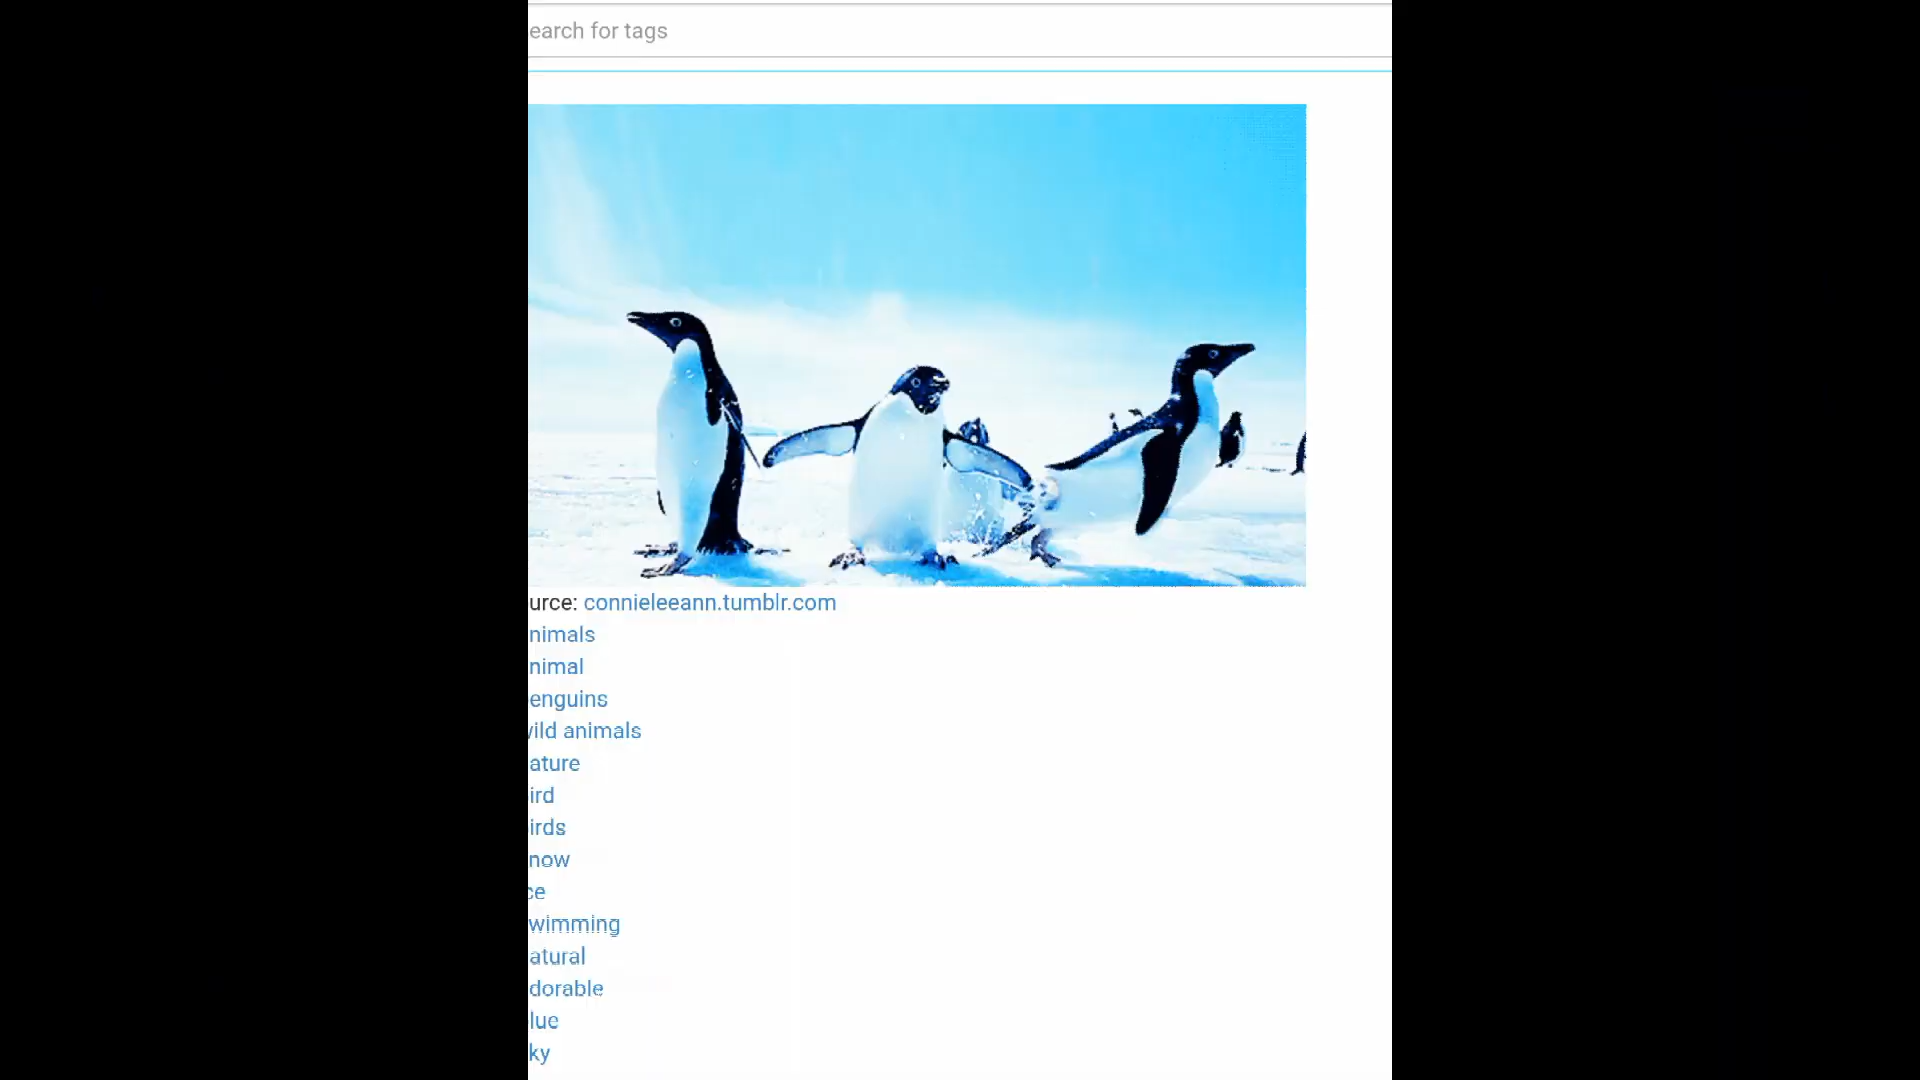 earch for tags
urce: connieleeann.tumblr.com
nimals
nimal
enguins
ild animals
ature
ird
irds
now
ce
wimming
atural
dorable
lue
ky